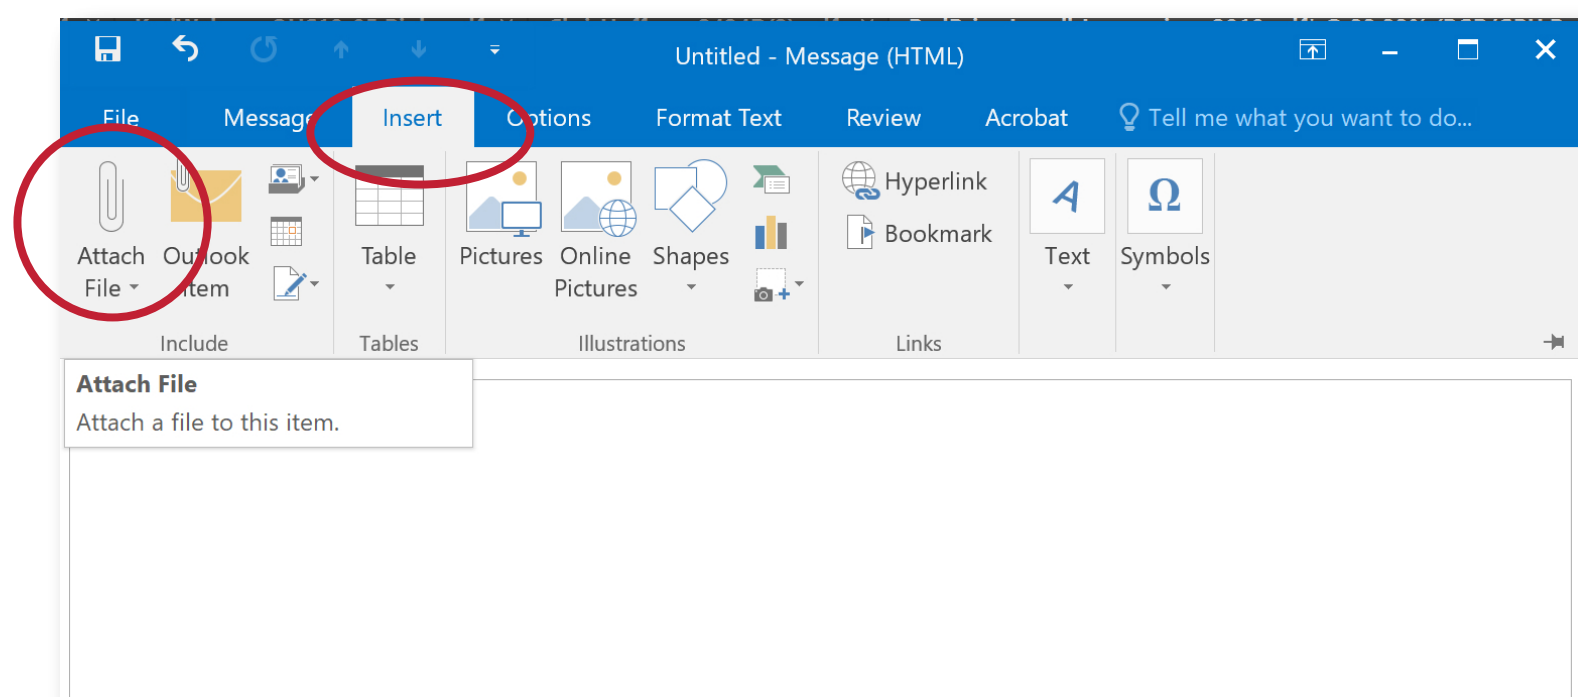 Untitled - Message (HTML)
File Message Insert Options Format Text Review Acrobat Tell me what you want to do...
Hyperlink
Bookmark
Attach Outlook Table Pictures Online Shapes Text Symbols
File Item Pictures
Include Tables Illustrations Links
Attach File
Attach a file to this item.